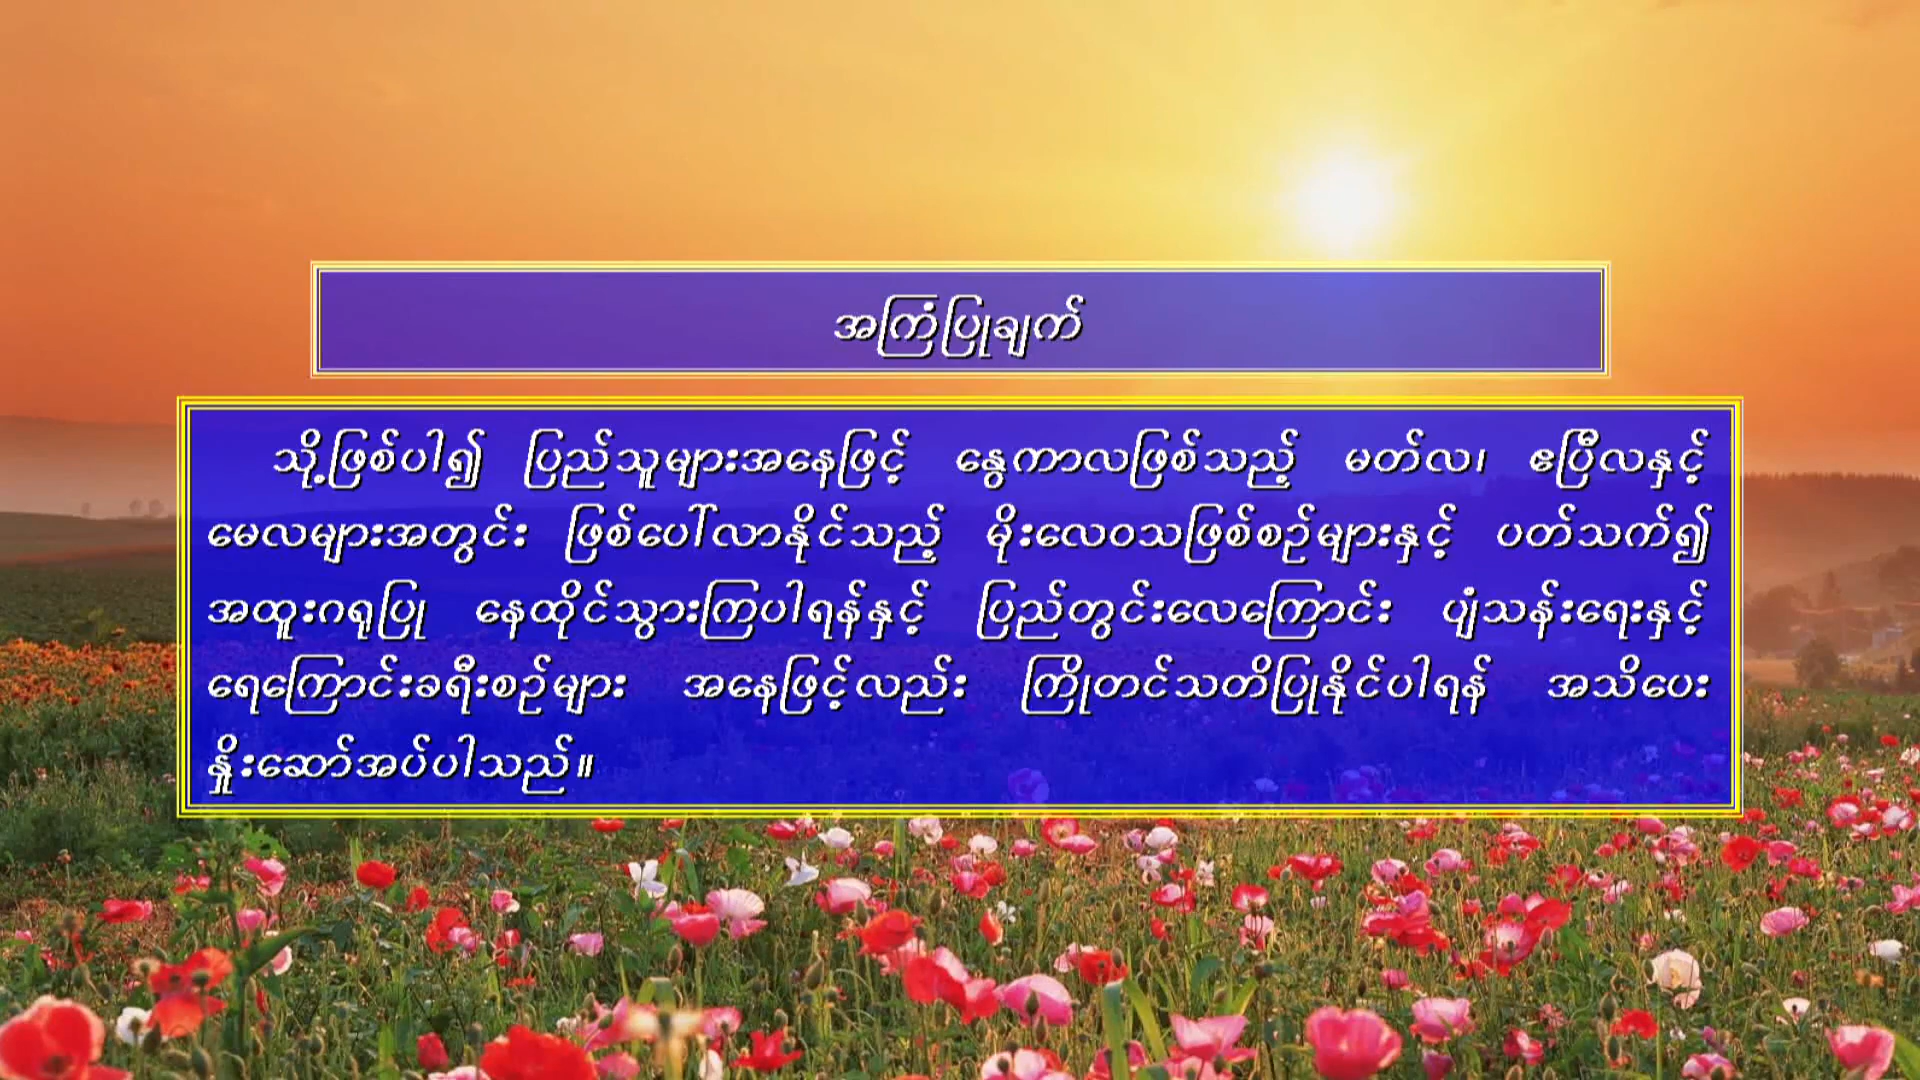 အကြံပြုချက်
သို့ဖြစ်ပါ၍ ပြည်သူများအနေဖြင့် နွေကာလဖြစ်သည့် မတ်လ၊ ဧပြီလနှင့်
မေလများအတွင်း ဖြစ်ပေါ်လာနိုင်သည့် မိုးလေဝသဖြစ်စဉ်များနှင့် ပတ်သက်၍
အထူးဂရုပြု နေထိုင်သွားကြပါရန်နှင့် ပြည်တွင်းလေကြောင်း ပျံသန်းရေးနှင့်
ရေကြောင်းခရီးစဉ်များ အနေဖြင့်လည်း ကြိုတင်သတိပြုနိုင်ပါရန် အသိပေး
နှိုးဆော်အပ်ပါသည်။